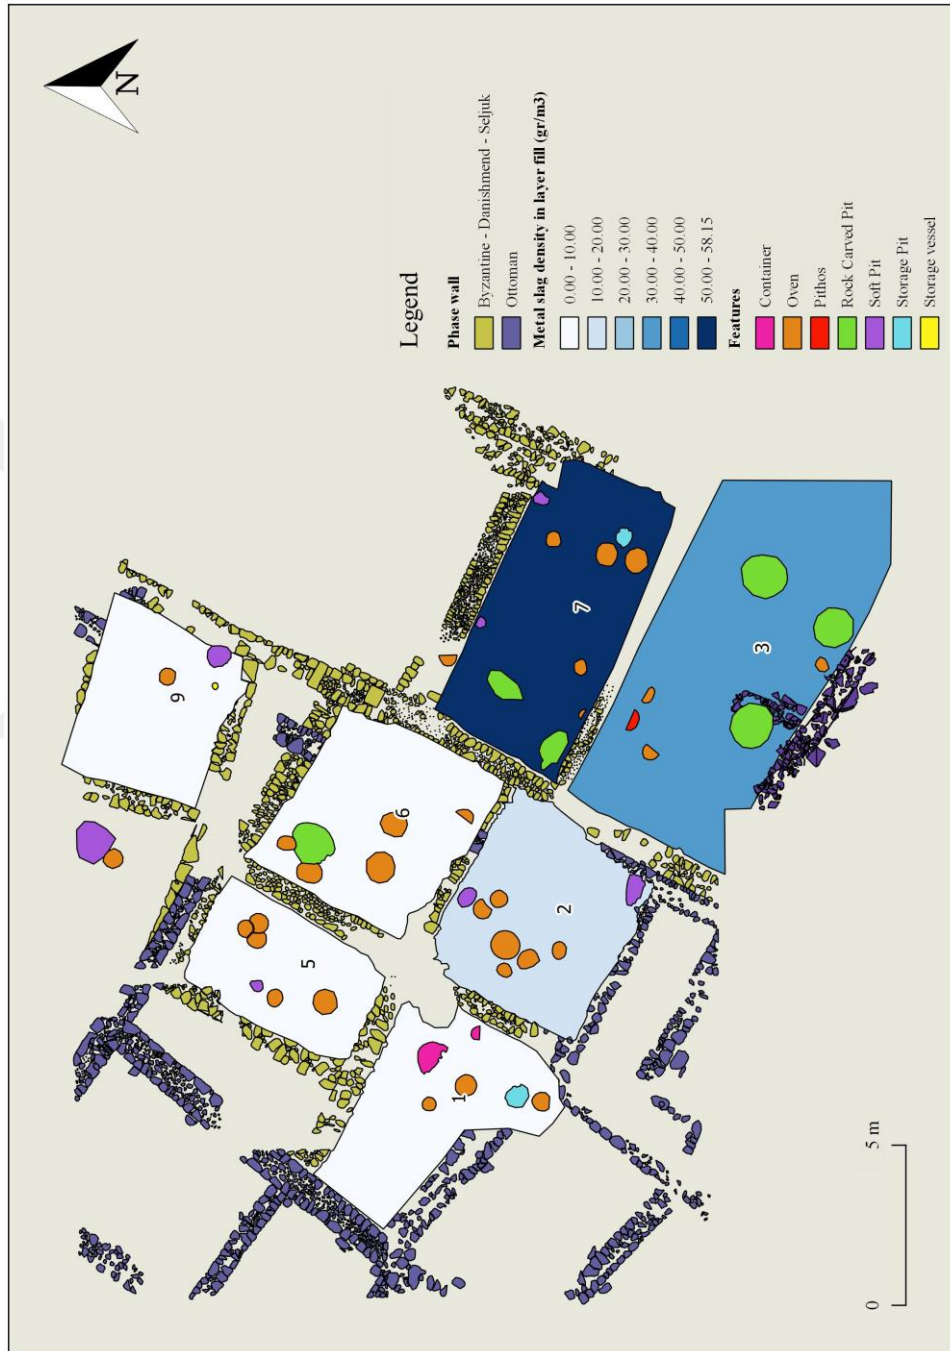 N
9
5
6
1
2
7
3
0 5 m
Legend
Phase wall
Byzantine - Danishmend - Seljuk
Ottoman
Metal slag density in layer fill (gr/m3)
0.00 - 10.00
10.00 - 20.00
20.00 - 30.00
30.00 - 40.00
40.00 - 50.00
50.00 - 58.15
Features
Container
Oven
Pithos
Rock Carved Pit
Soft Pit
Storage Pit
Storage vessel